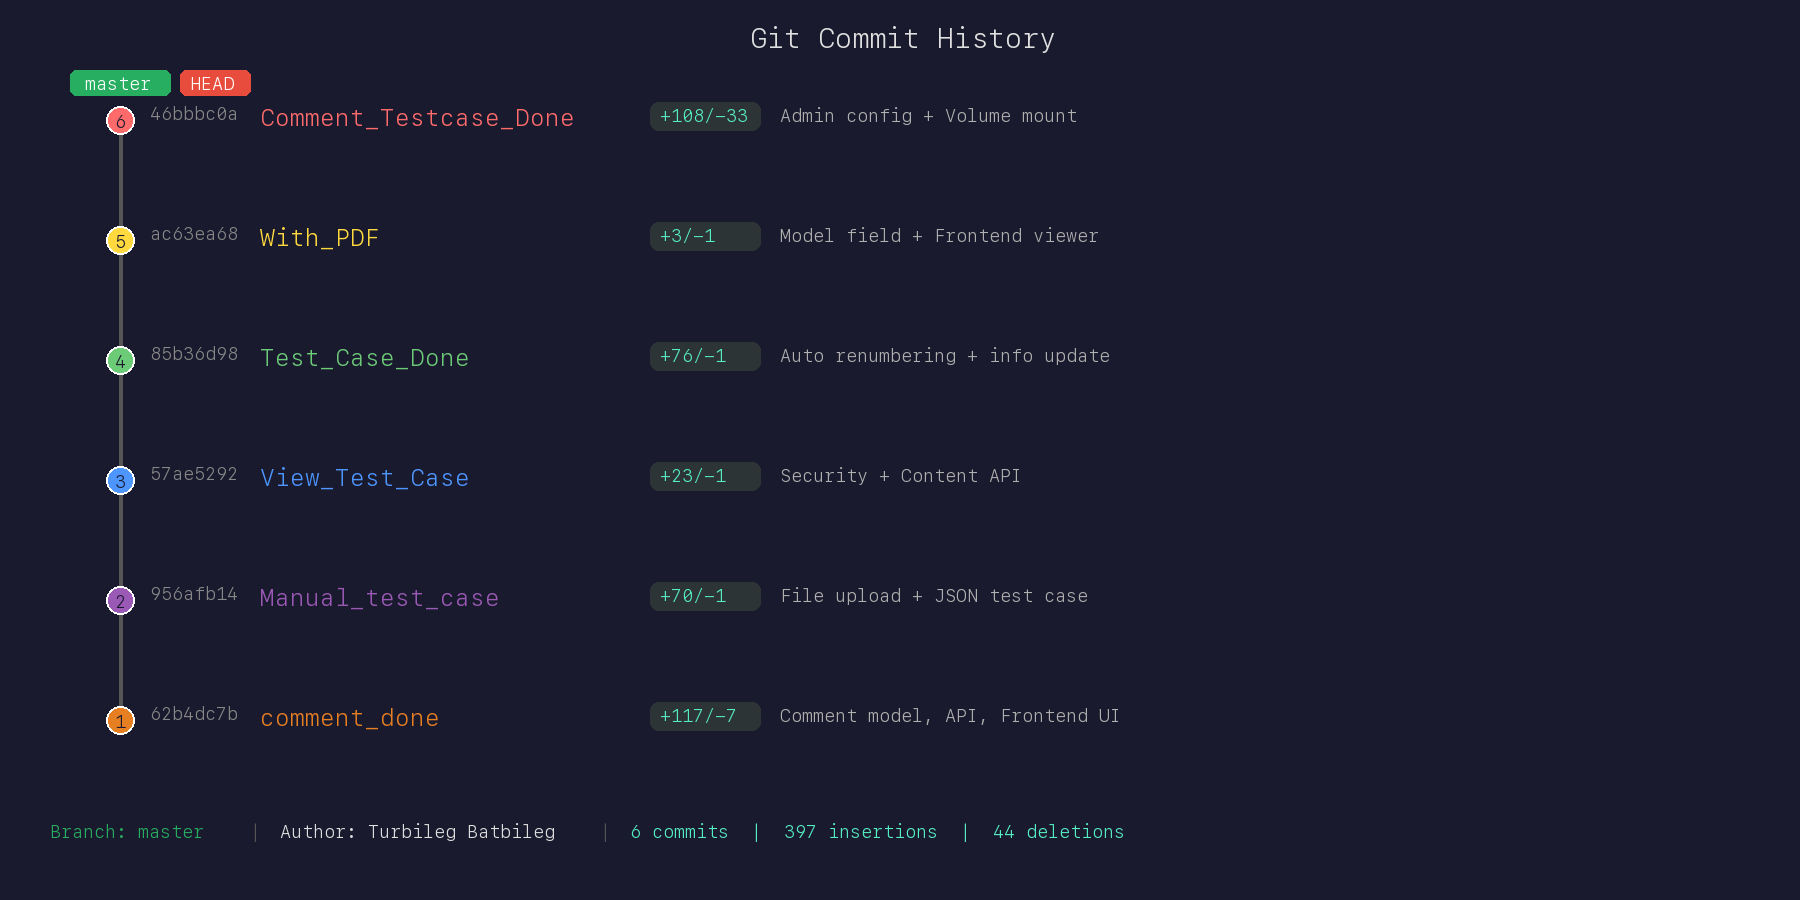 Git Commit History
master HEAD
6 46bbbc0a Comment_Testcase_Done +108/-33 Admin config + Volume mount
5 ac63ea68 With_PDF +3/-1 Model field + Frontend viewer
4 85b36d98 Test_Case_Done +76/-1 Auto renumbering + info update
3 57ae5292 View_Test_Case +23/-1 Security + Content API
2 956afb14 Manual_test_case +70/-1 File upload + JSON test case
1 62b4dc7b comment_done +117/-7 Comment model, API, Frontend UI
Branch: master | Author: Turbileg Batbileg | 6 commits | 397 insertions | 44 deletions